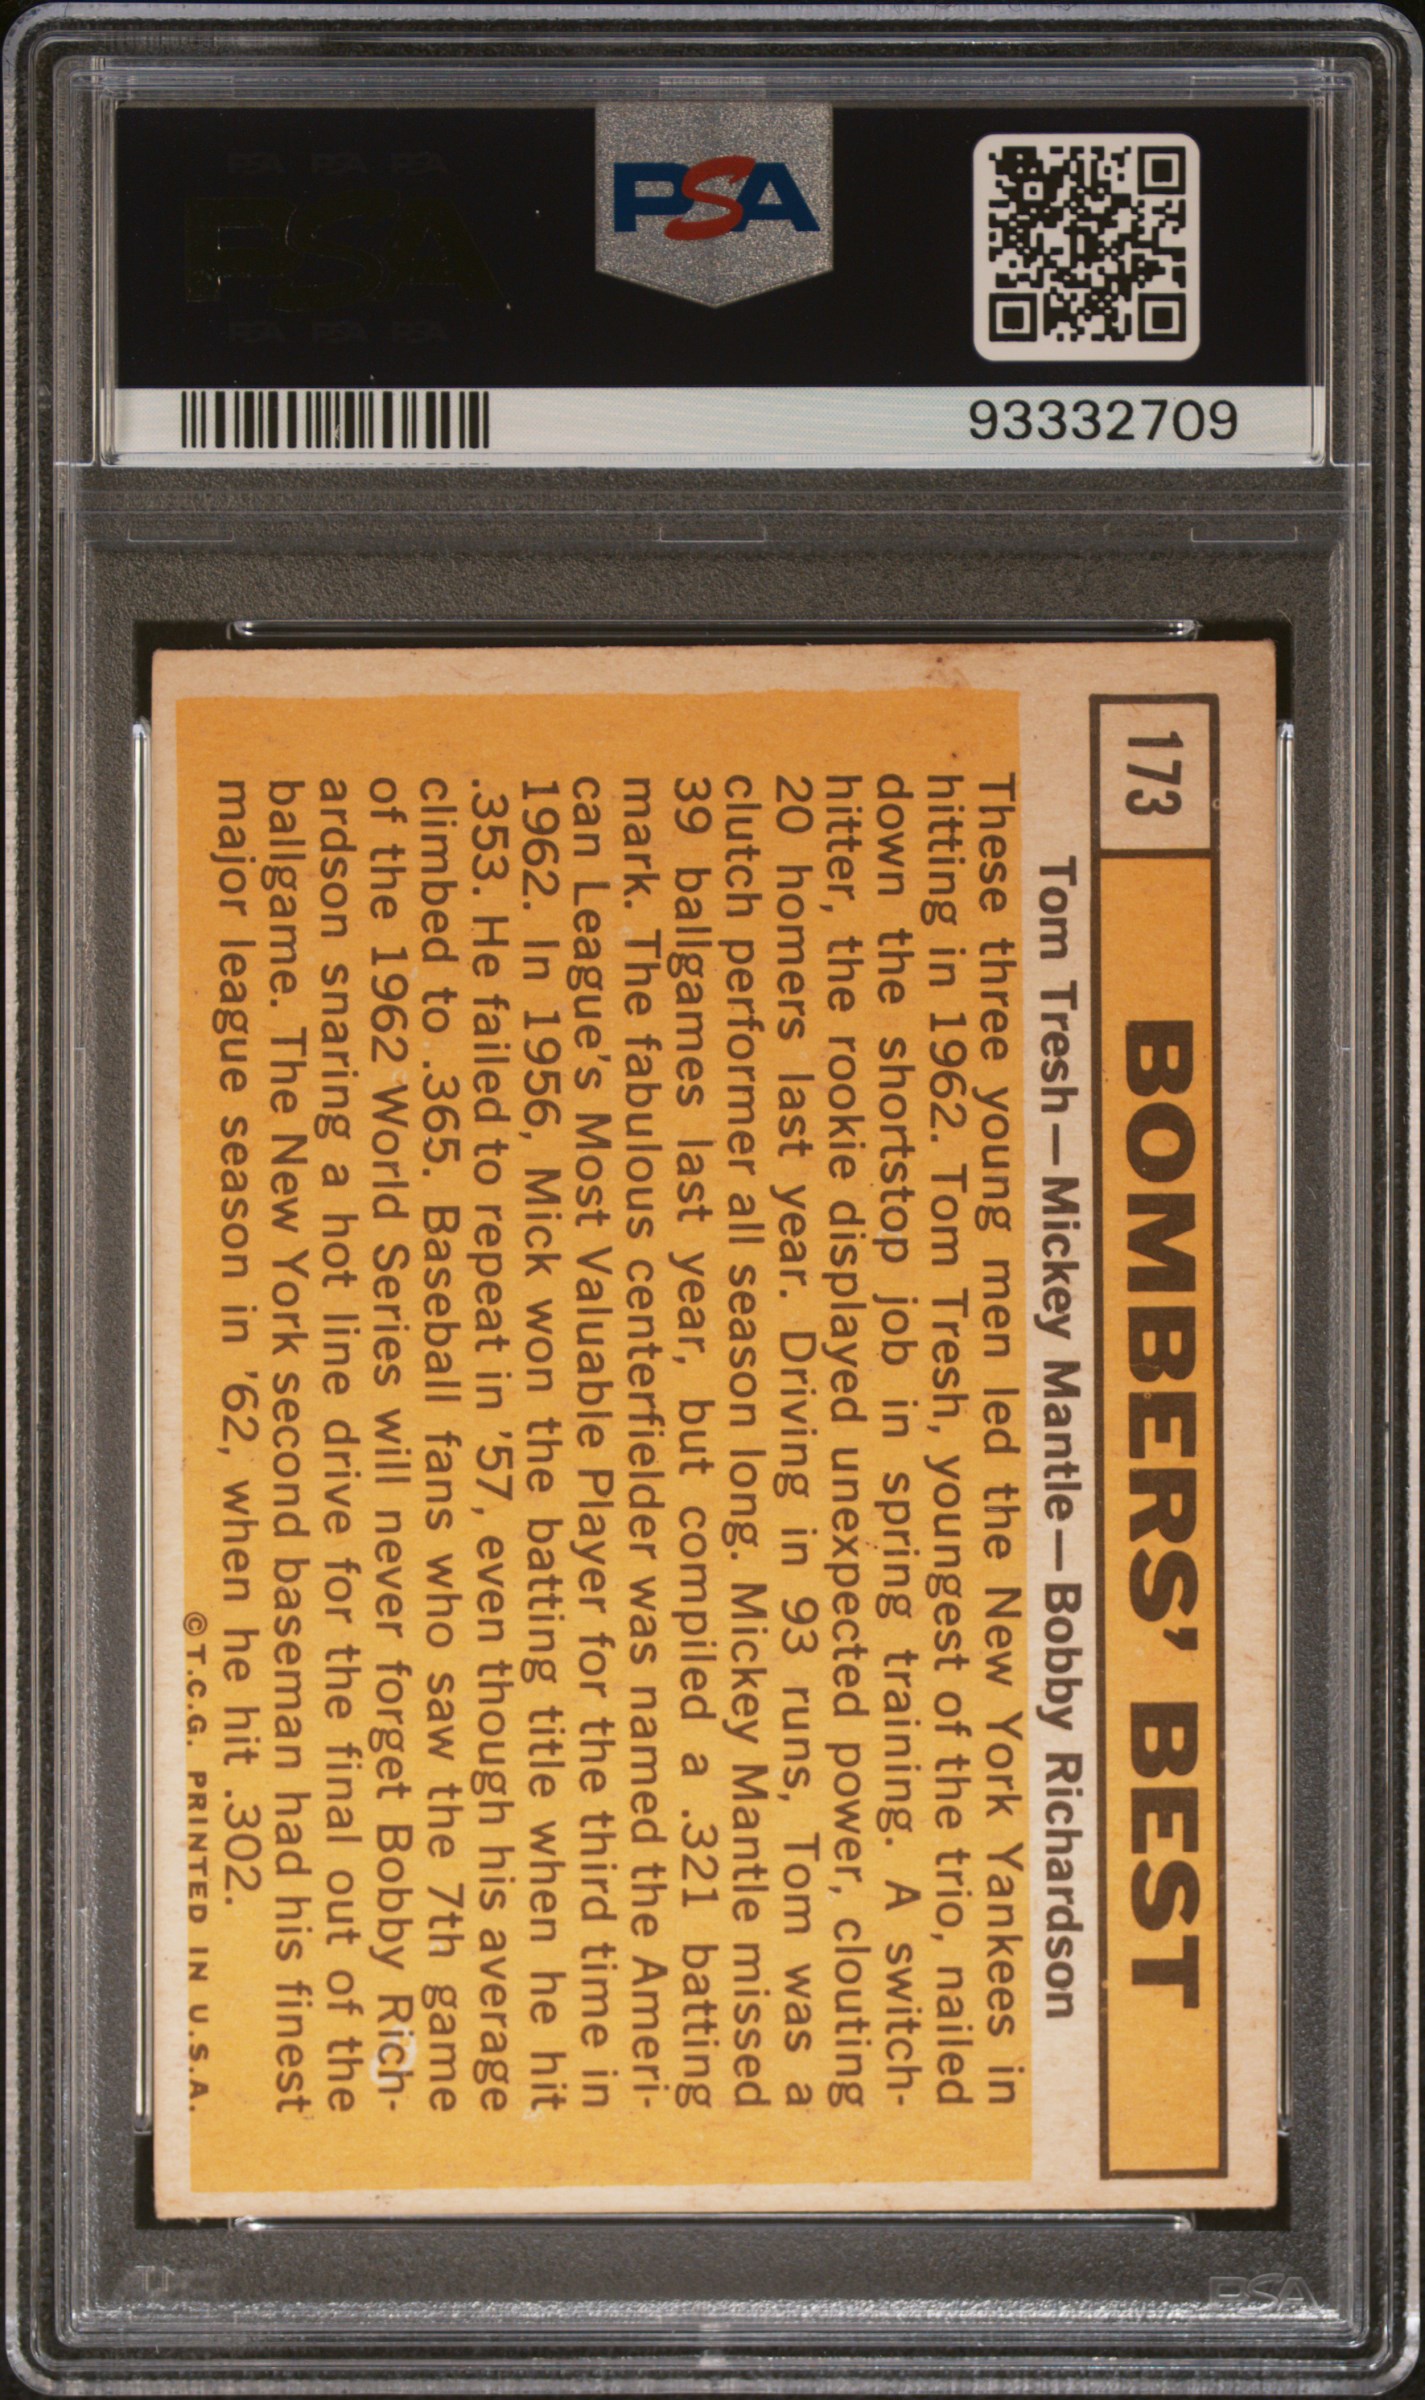 PSA PSA PSA
PSA
PSA PSA PSA
PSA
93332709
173
BOMBERS' BEST
Tom Tresh—Mickey Mantle—Bobby Richardson
These three young men led the New York Yankees in
hitting in 1962. Tom Tresh, youngest of the trio, nailed
down the shortstop job in spring training. A switch-
hitter, the rookie displayed unexpected power, clouting
20 homers last year. Driving in 93 runs, Tom was a
clutch performer all season long. Mickey Mantle missed
39 ballgames last year, but compiled a .321 batting
mark. The fabulous centerfielder was named the Ameri-
can League's Most Valuable Player for the third time in
1962. In 1956, Mick won the batting title when he hit
.353. He failed to repeat in '57, even though his average
climbed to .365. Baseball fans who saw the 7th game
of the 1962 World Series will never forget Bobby Rich-
ardson snaring a hot line drive for the final out of the
ballgame. The New York second baseman had his finest
major league season in '62, when he hit .302.
©T.C.G. PRINTED IN U.S.A.
PSA